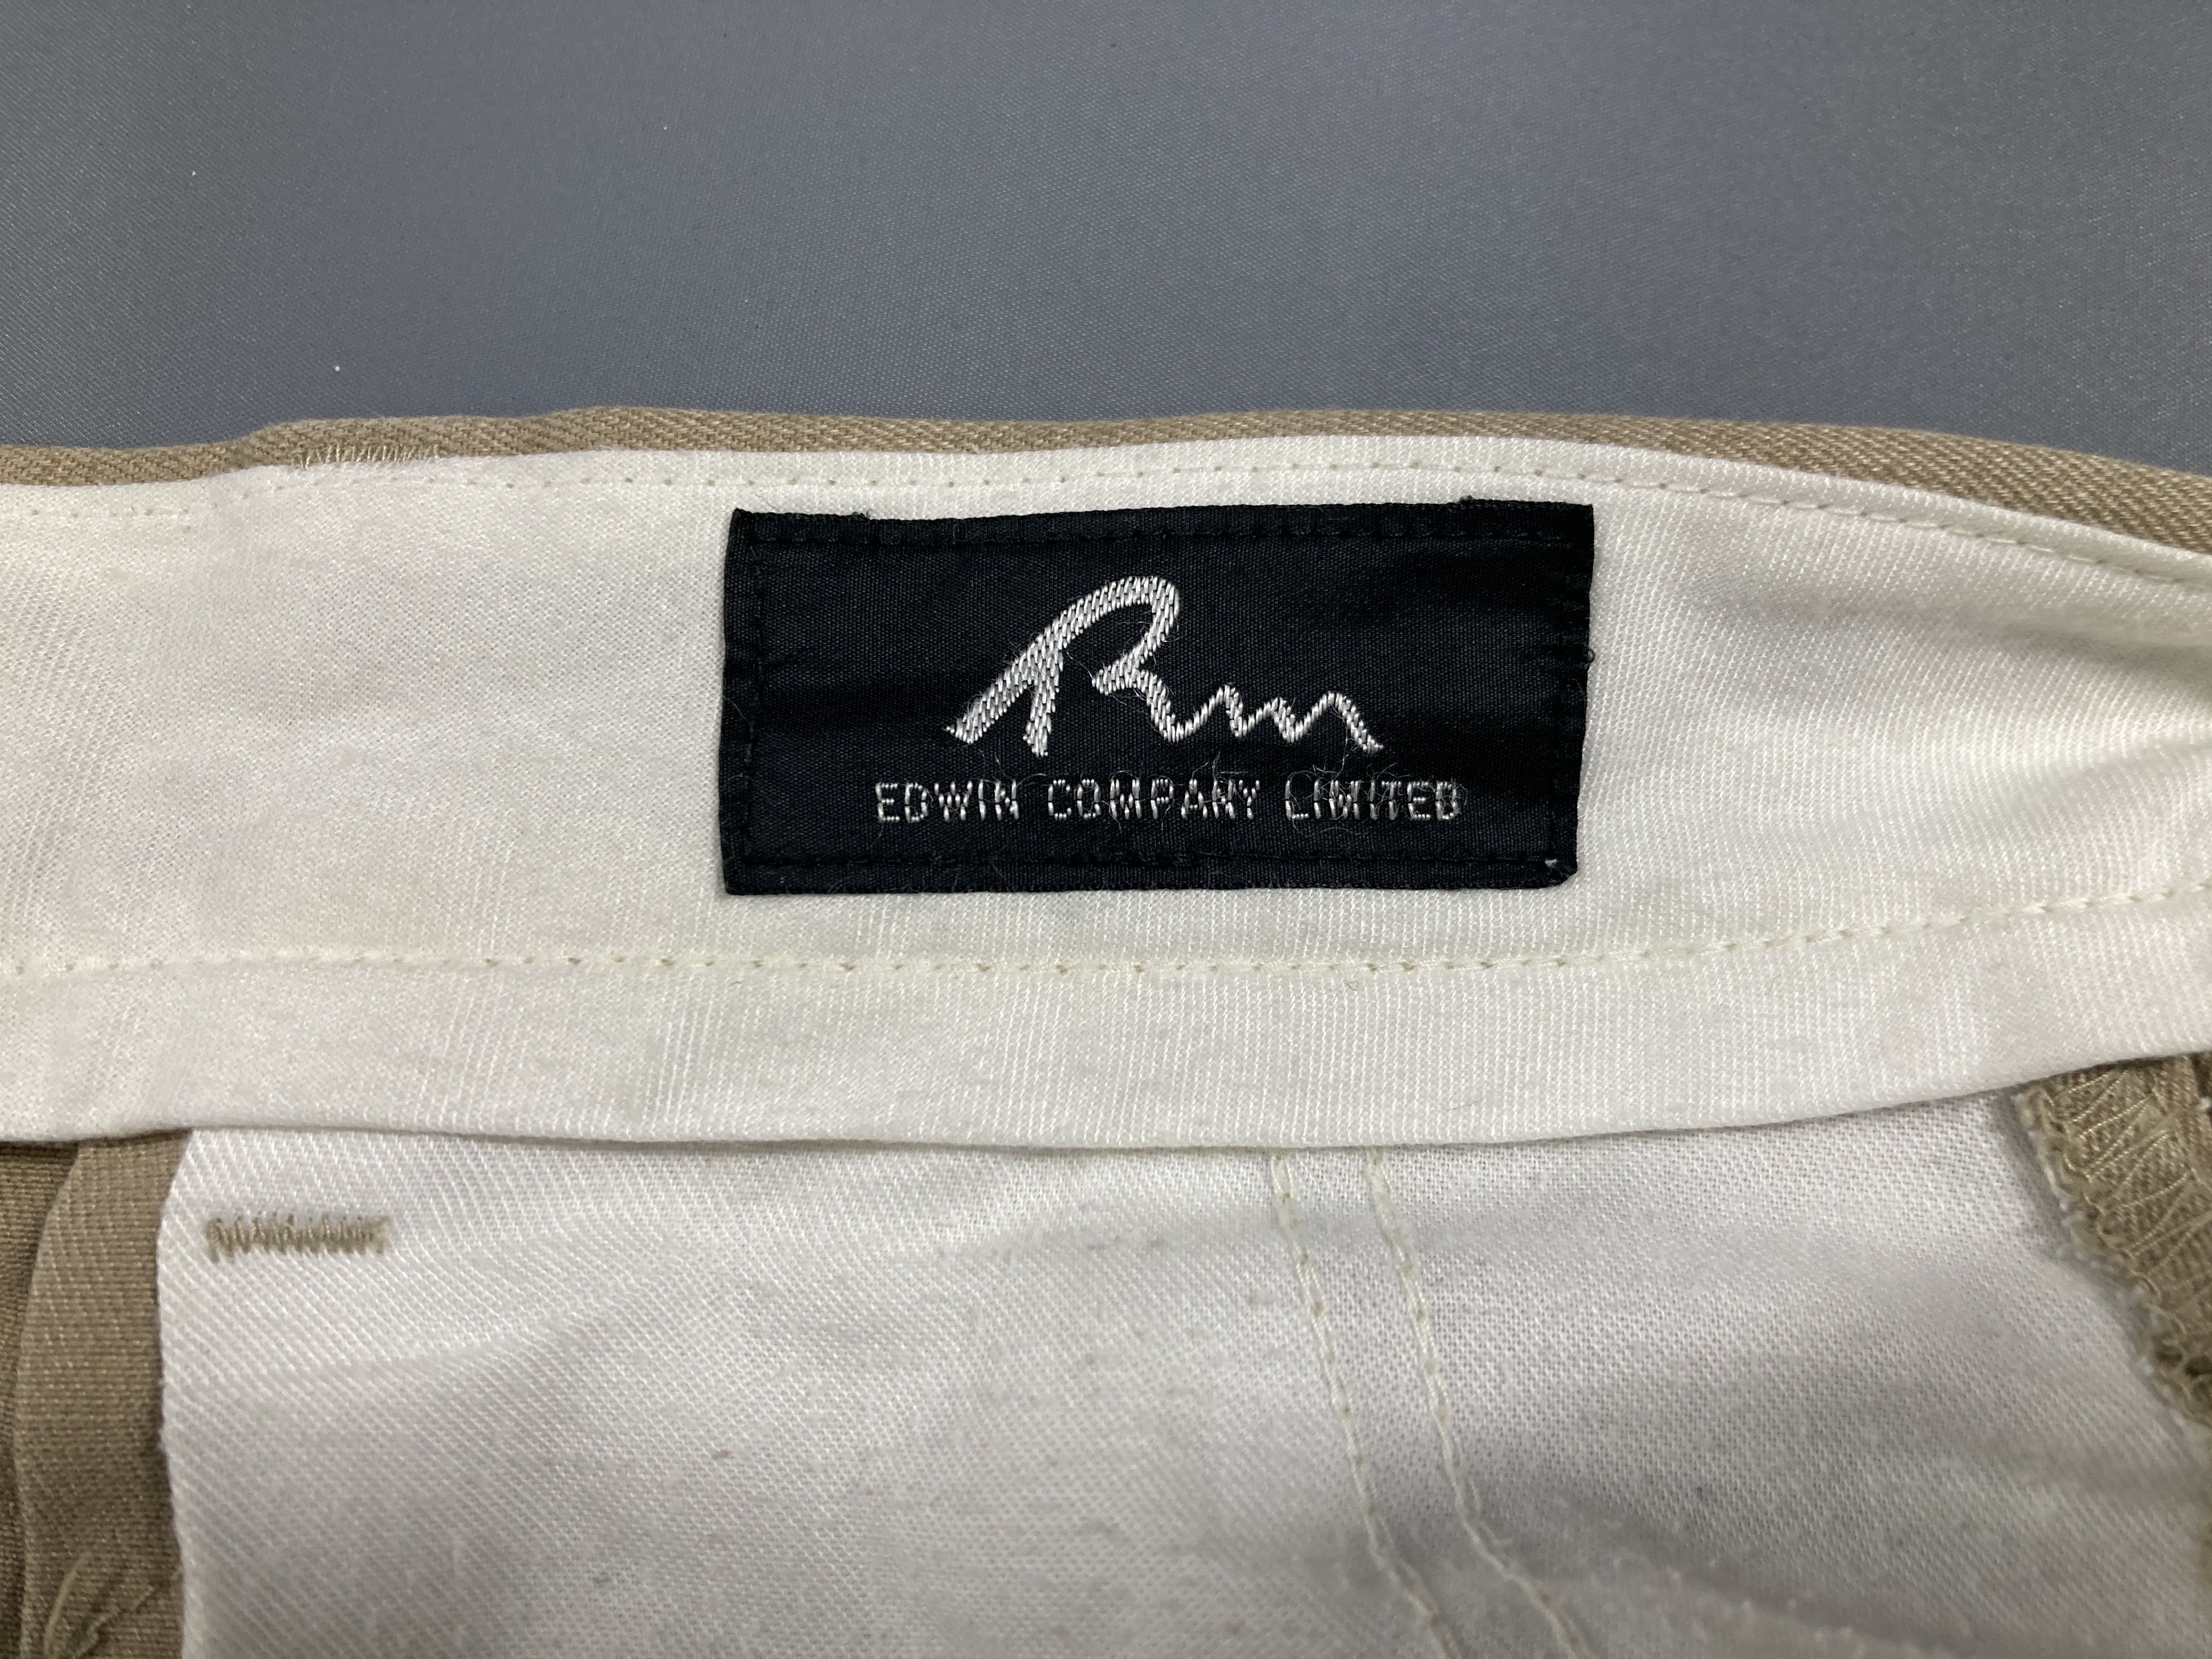 Rm
EDWIN COMPANY LIMITED